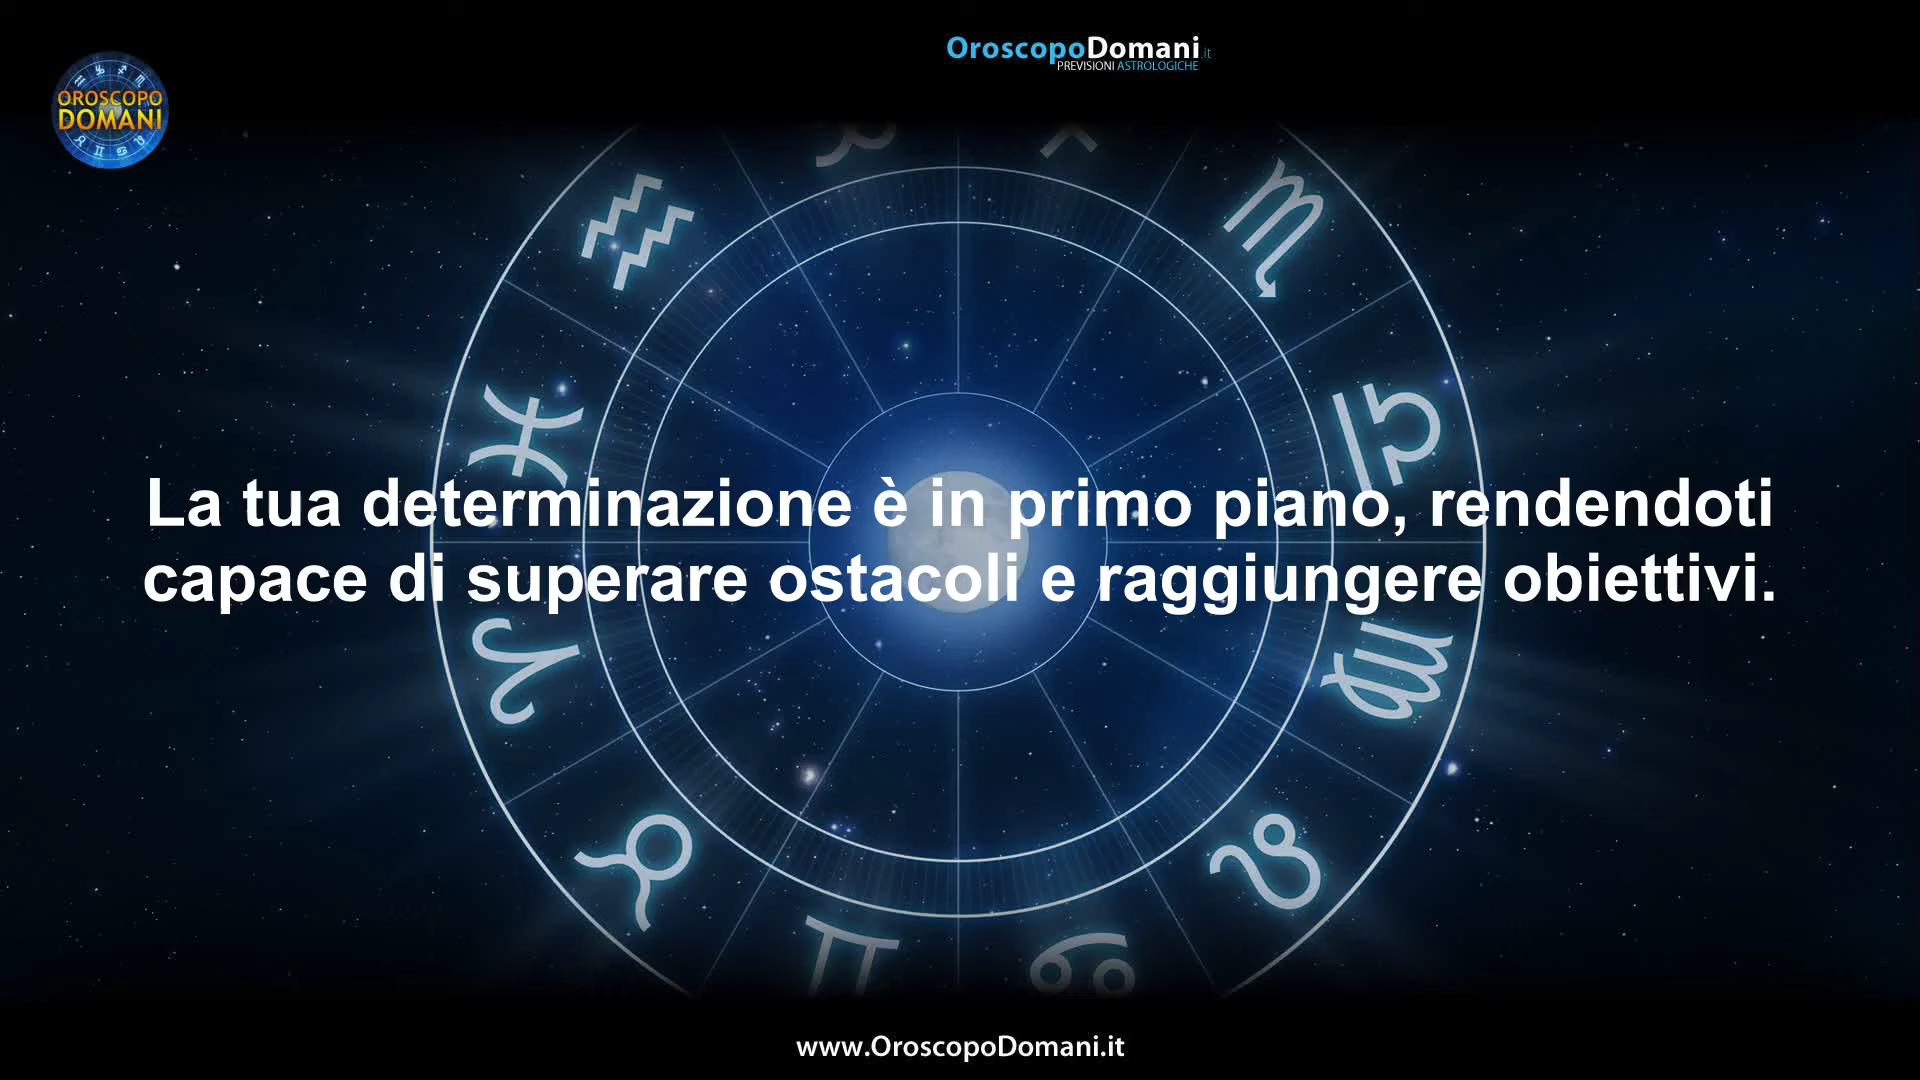 OroscopoDomani.it
PREVISIONI ASTROLOGICHE
OROSCOPO
DOMANI
La tua determinazione è in primo piano, rendendoti
capace di superare ostacoli e raggiungere obiettivi.
www.OroscopoDomani.it